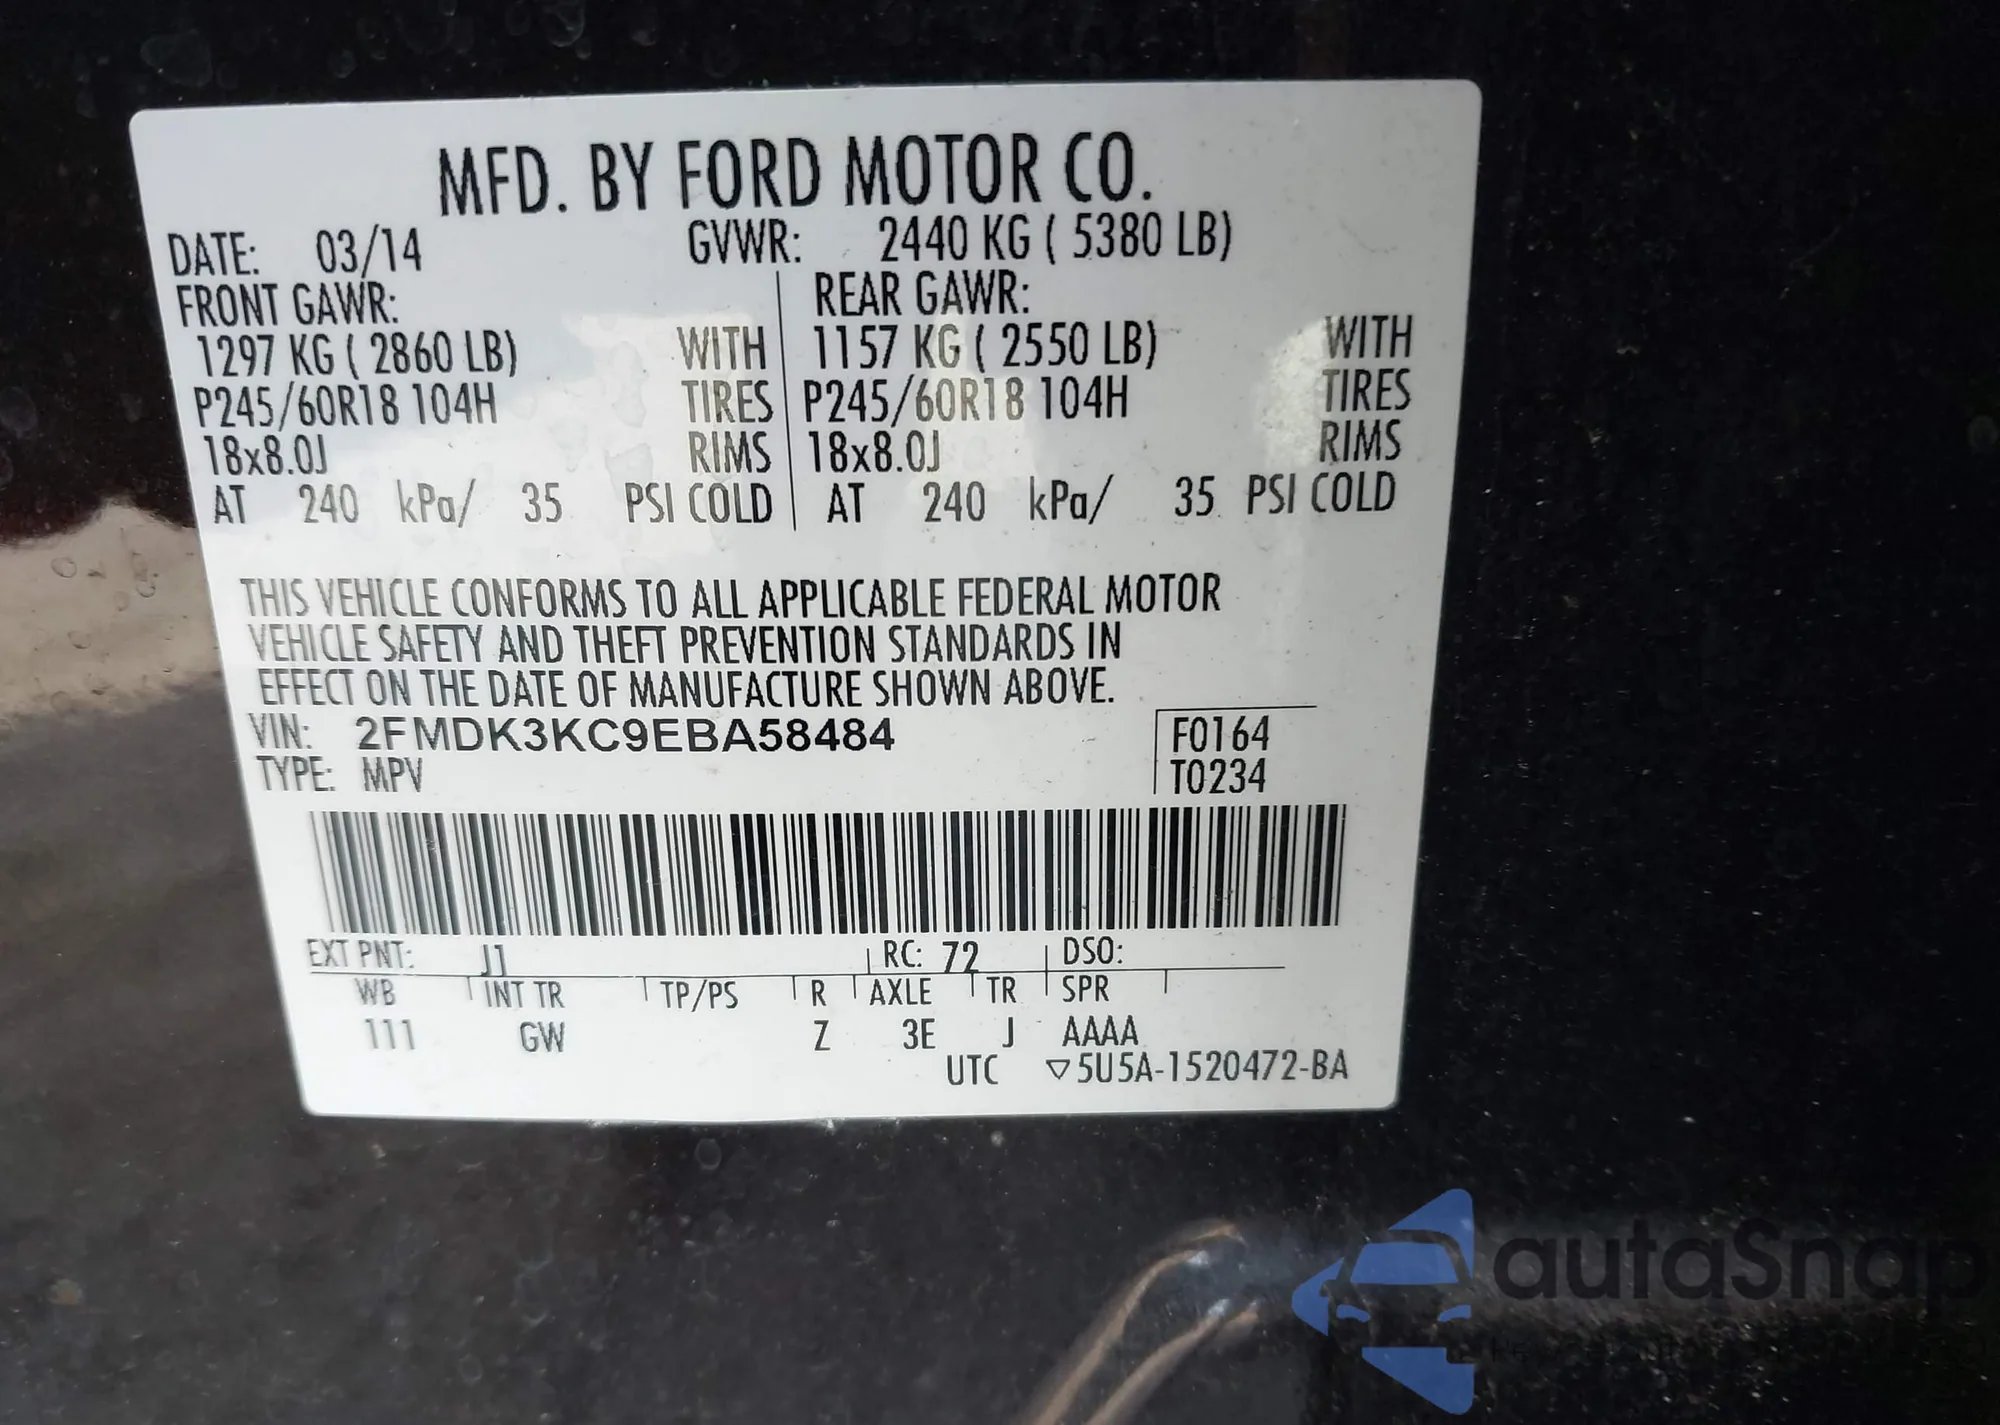 MFD. BY FORD MOTOR CO.
DATE: 03/14 GVWR: 2440 KG ( 5380 LB)
FRONT GAWR: REAR GAWR:
1297 KG ( 2860 LB) WITH 1157 KG ( 2550 LB) WITH
P245/60R18 104H TIRES P245/60R18 104H TIRES
18x8.0J RIMS 18x8.0J RIMS
AT 240 kPa/ 35 PSI COLD AT 240 kPa/ 35 PSI COLD
THIS VEHICLE CONFORMS TO ALL APPLICABLE FEDERAL MOTOR
VEHICLE SAFETY AND THEFT PREVENTION STANDARDS IN
EFFECT ON THE DATE OF MANUFACTURE SHOWN ABOVE.
VIN: 2FMDK3KC9EBA58484 F0164
TYPE: MPV T0234
EXT PNT: J1 RC: 72 DSO:
WB INT TR TP/PS R AXLE TR SPR
111 GW Z 3E J AAAA
UTC ▽5U5A-1520472-BA
autaSnap